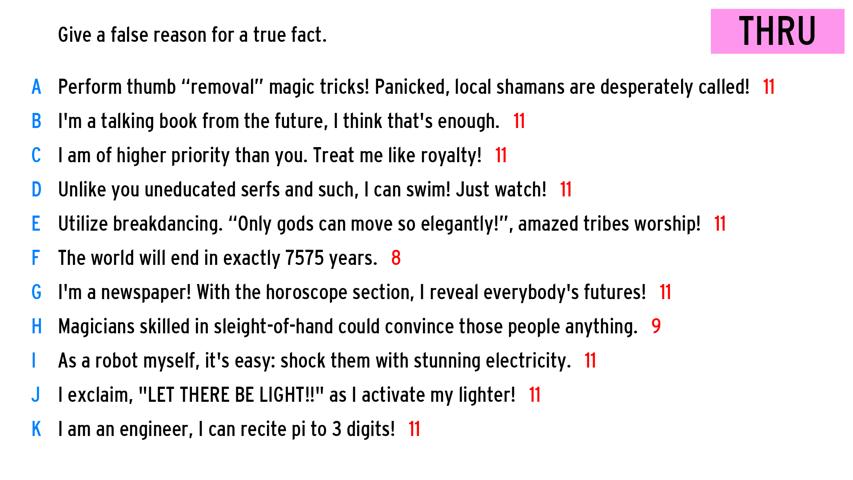 Give a false reason for a true fact.
THRU
A Perform thumb “removal” magic tricks! Panicked, local shamans are desperately called! 11
B I'm a talking book from the future, I think that's enough. 11
C I am of higher priority than you. Treat me like royalty! 11
D Unlike you uneducated serfs and such, I can swim! Just watch! 11
E Utilize breakdancing. “Only gods can move so elegantly!”, amazed tribes worship! 11
F The world will end in exactly 7575 years. 8
G I'm a newspaper! With the horoscope section, I reveal everybody's futures! 11
H Magicians skilled in sleight-of-hand could convince those people anything. 9
I As a robot myself, it's easy: shock them with stunning electricity. 11
J I exclaim, "LET THERE BE LIGHT!!" as I activate my lighter! 11
K I am an engineer, I can recite pi to 3 digits! 11